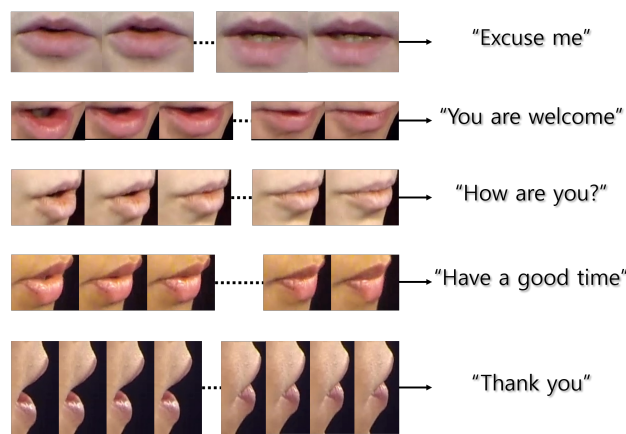 “Excuse me”
“You are welcome”
“How are you?”
“Have a good time”
“Thank you”